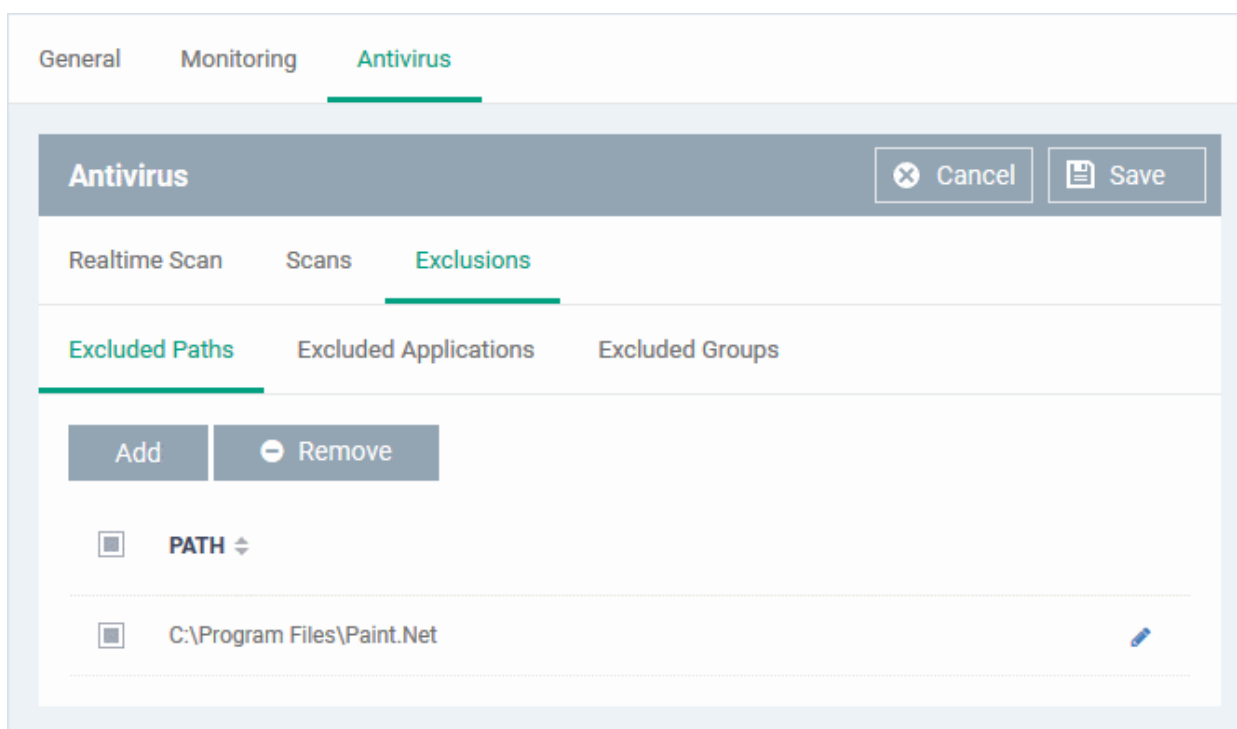 General Monitoring Antivirus
Antivirus Cancel Save
Realtime Scan Scans Exclusions
Excluded Paths Excluded Applications Excluded Groups
Add Remove
PATH
C:\Program Files\Paint.Net